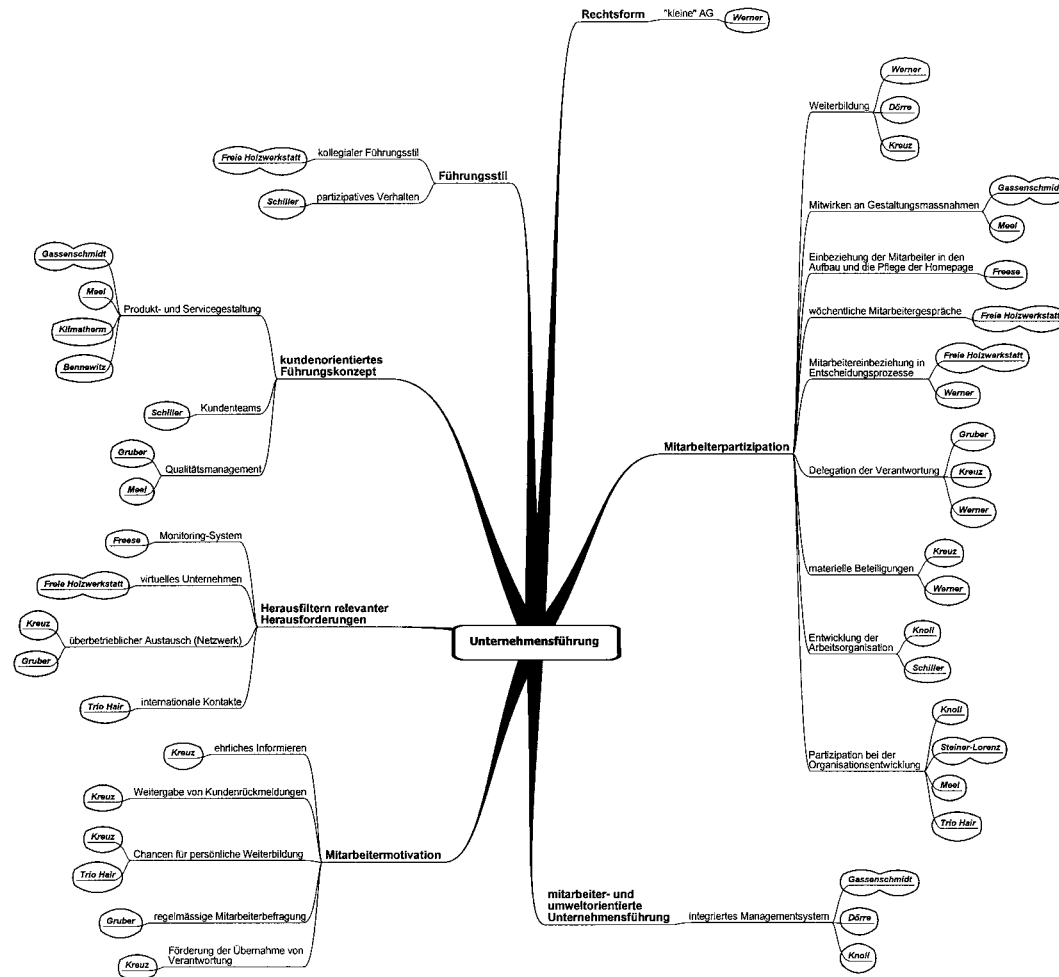 Rechtsform
"kleine" AG
Werner
Führungsstil
kollegialer Führungsstil
Freie Holzwerkstatt
partizipatives Verhalten
Schiller
kundenorientiertes
Führungskonzept
Produkt- und Servicegestaltung
Gassenschmidt
Meel
Klimatherm
Bennewitz
Kundenteams
Schiller
Qualitätsmanagement
Gruber
Meel
Herausfiltern relevanter
Herausforderungen
Monitoring-System
Freese
virtuelles Unternehmen
Freie Holzwerkstatt
überbetrieblicher Austausch (Netzwerk)
Kreuz
Gruber
internationale Kontakte
Trio Hair
Mitarbeitermotivation
ehrliches Informieren
Kreuz
Weitergabe von Kundenrückmeldungen
Kreuz
Chancen für persönliche Weiterbildung
Kreuz
Trio Hair
regelmässige Mitarbeiterbefragung
Gruber
Förderung der Übernahme von
Verantwortung
Kreuz
Unternehmensführung
Mitarbeiterpartizipation
Weiterbildung
Werner
Dörre
Kreuz
Mitwirken an Gestaltungsmassnahmen
Gassenschmidt
Meel
Einbeziehung der Mitarbeiter in den
Aufbau und die Pflege der Homepage
Freese
wöchentliche Mitarbeitergespräche
Freie Holzwerkstatt
Mitarbeitereinbeziehung in
Entscheidungsprozesse
Freie Holzwerkstatt
Werner
Delegation der Verantwortung
Gruber
Kreuz
Werner
materielle Beteiligungen
Kreuz
Werner
Entwicklung der
Arbeitsorganisation
Knoll
Schiller
Partizipation bei der
Organisationsentwicklung
Knoll
Steiner-Lorenz
Meel
Trio Hair
mitarbeiter- und
umweltorientierte
Unternehmensführung
integriertes Managementsystem
Gassenschmidt
Dörre
Knoll